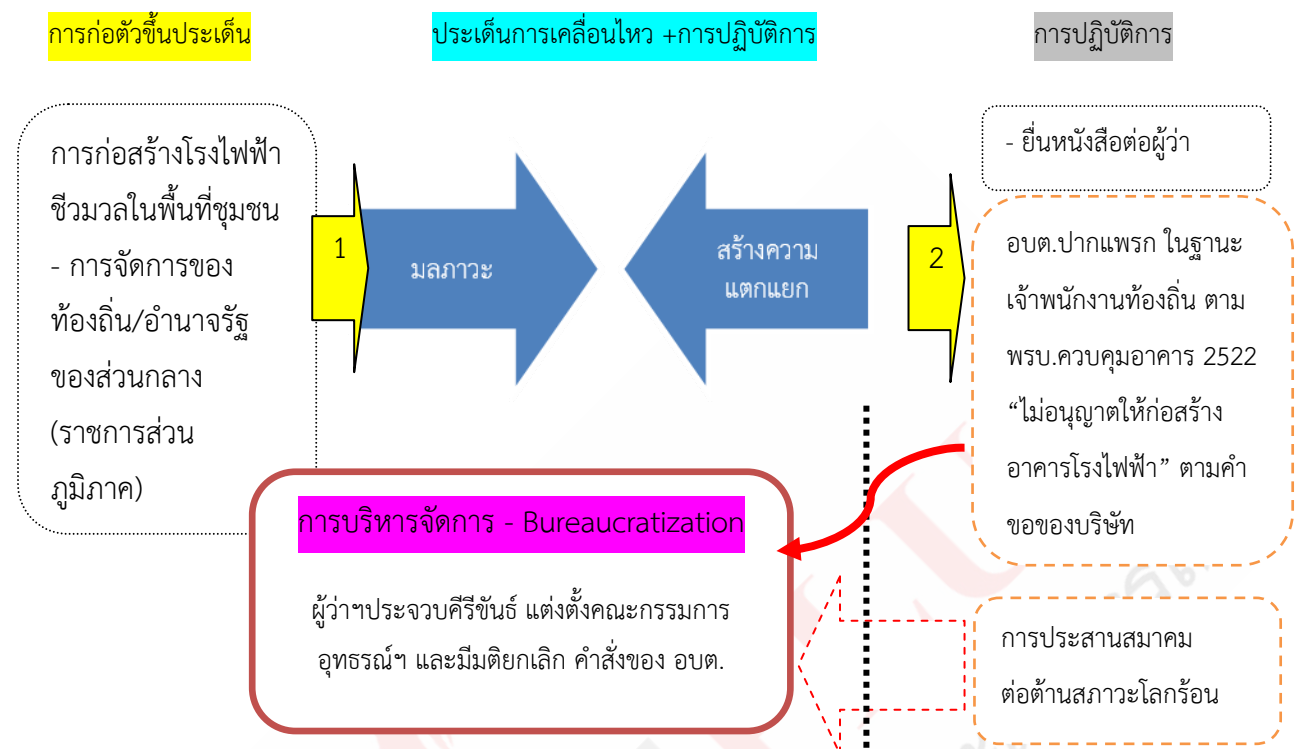 การก่อตัวขึ้นประเด็น
ประเด็นการเคลื่อนไหว +การปฏิบัติการ
การปฏิบัติการ
การก่อสร้างโรงไฟฟ้า
ชีวมวลในพื้นที่ชุมชน
- การจัดการของ
ท้องถิ่น/อำนาจรัฐ
ของส่วนกลาง
(ราชการส่วน
ภูมิภาค)
1
มลภาวะ
สร้างความ
แตกแยก
2
- ยื่นหนังสือต่อผู้ว่า
อบต.ปากแพรก ในฐานะ
เจ้าพนักงานท้องถิ่น ตาม
พรบ.ควบคุมอาคาร 2522
“ไม่อนุญาตให้ก่อสร้าง
อาคารโรงไฟฟ้า” ตามคำ
ขอของบริษัท
การบริหารจัดการ - Bureaucratization
ผู้ว่าฯประจวบคีรีขันธ์ แต่งตั้งคณะกรรมการ
อุทธรณ์ฯ และมีมติยกเลิก คำสั่งของ อบต.
การประสานสมาคม
ต่อต้านสภาวะโลกร้อน